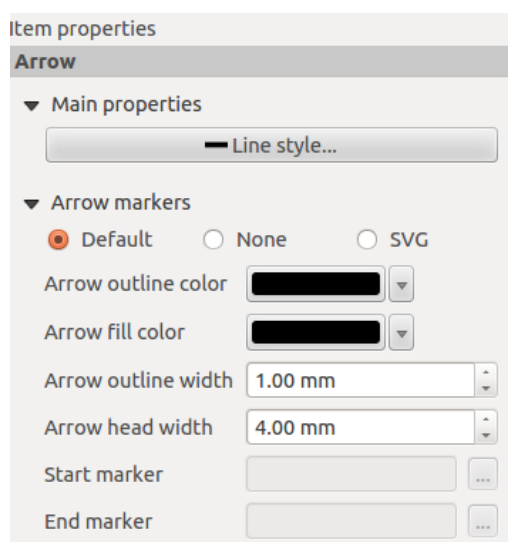 Item properties
Arrow
Main properties
Line style...
Arrow markers
Default None SVG
Arrow outline color
Arrow fill color
Arrow outline width 1.00 mm
Arrow head width 4.00 mm
Start marker ...
End marker ...